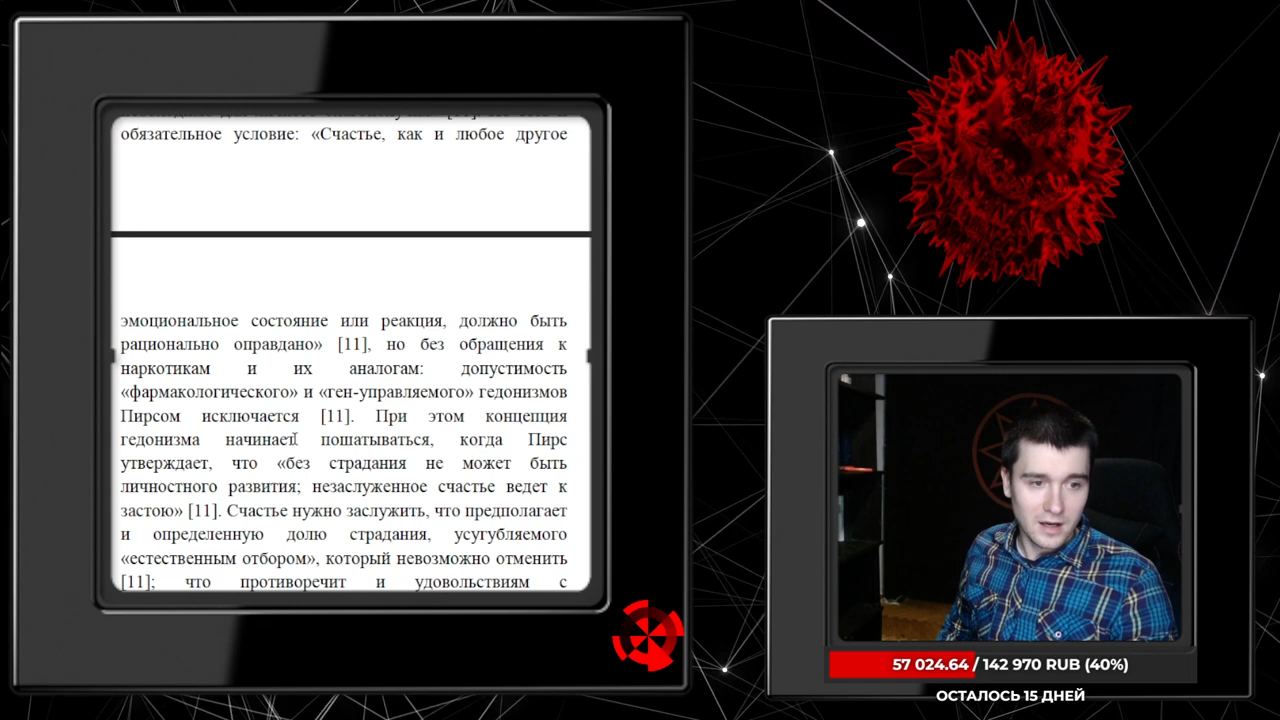 обязательное условие: «Счастье, как и любое другое
эмоциональное состояние или реакция, должно быть
рационально оправдано» [11], но без обращения к
наркотикам и их аналогам: допустимость
«фармакологического» и «ген-управляемого» гедонизмов
Пирсом исключается [11]. При этом концепция
гедонизма начинает пошатываться, когда Пирс
утверждает, что «без страдания не может быть
личностного развития; незаслуженное счастье ведет к
застою» [11]. Счастье нужно заслужить, что предполагает
и определенную долю страдания, усугубляемого
«естественным отбором», который невозможно отменить
[11]; что противоречит и удовольствиям с
57 024.64 / 142 970 RUB (40%)
ОСТАЛОСЬ 15 ДНЕЙ